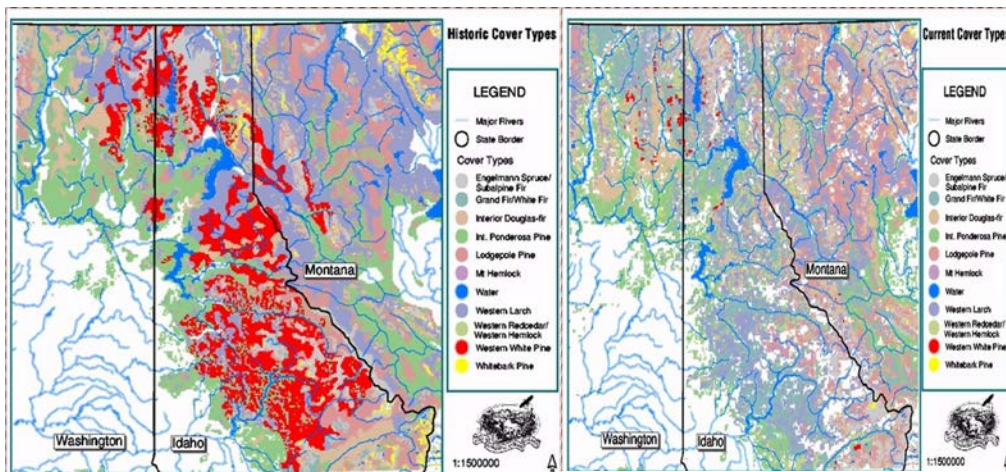 Historic Cover Types
LEGEND
Major Rivers
State Border
Cover Types
Engelmann Spruce/
Subalpine Fir
Grand Fir/White Fir
Interior Douglas-fir
Int. Ponderosa Pine
Lodgepole Pine
Mt Hemlock
Water
Western Larch
Western Redcedar/
Western Hemlock
Western White Pine
Whitebark Pine
1:1500000
Montana
Washington
Idaho
Current Cover Types
LEGEND
Major Rivers
State Border
Cover Types
Engelmann Spruce/
Subalpine Fir
Grand Fir/White Fir
Interior Douglas-fir
Int. Ponderosa Pine
Lodgepole Pine
Mt Hemlock
Water
Western Larch
Western Redcedar/
Western Hemlock
Western White Pine
Whitebark Pine
1:1500000
Montana
Washington
Idaho